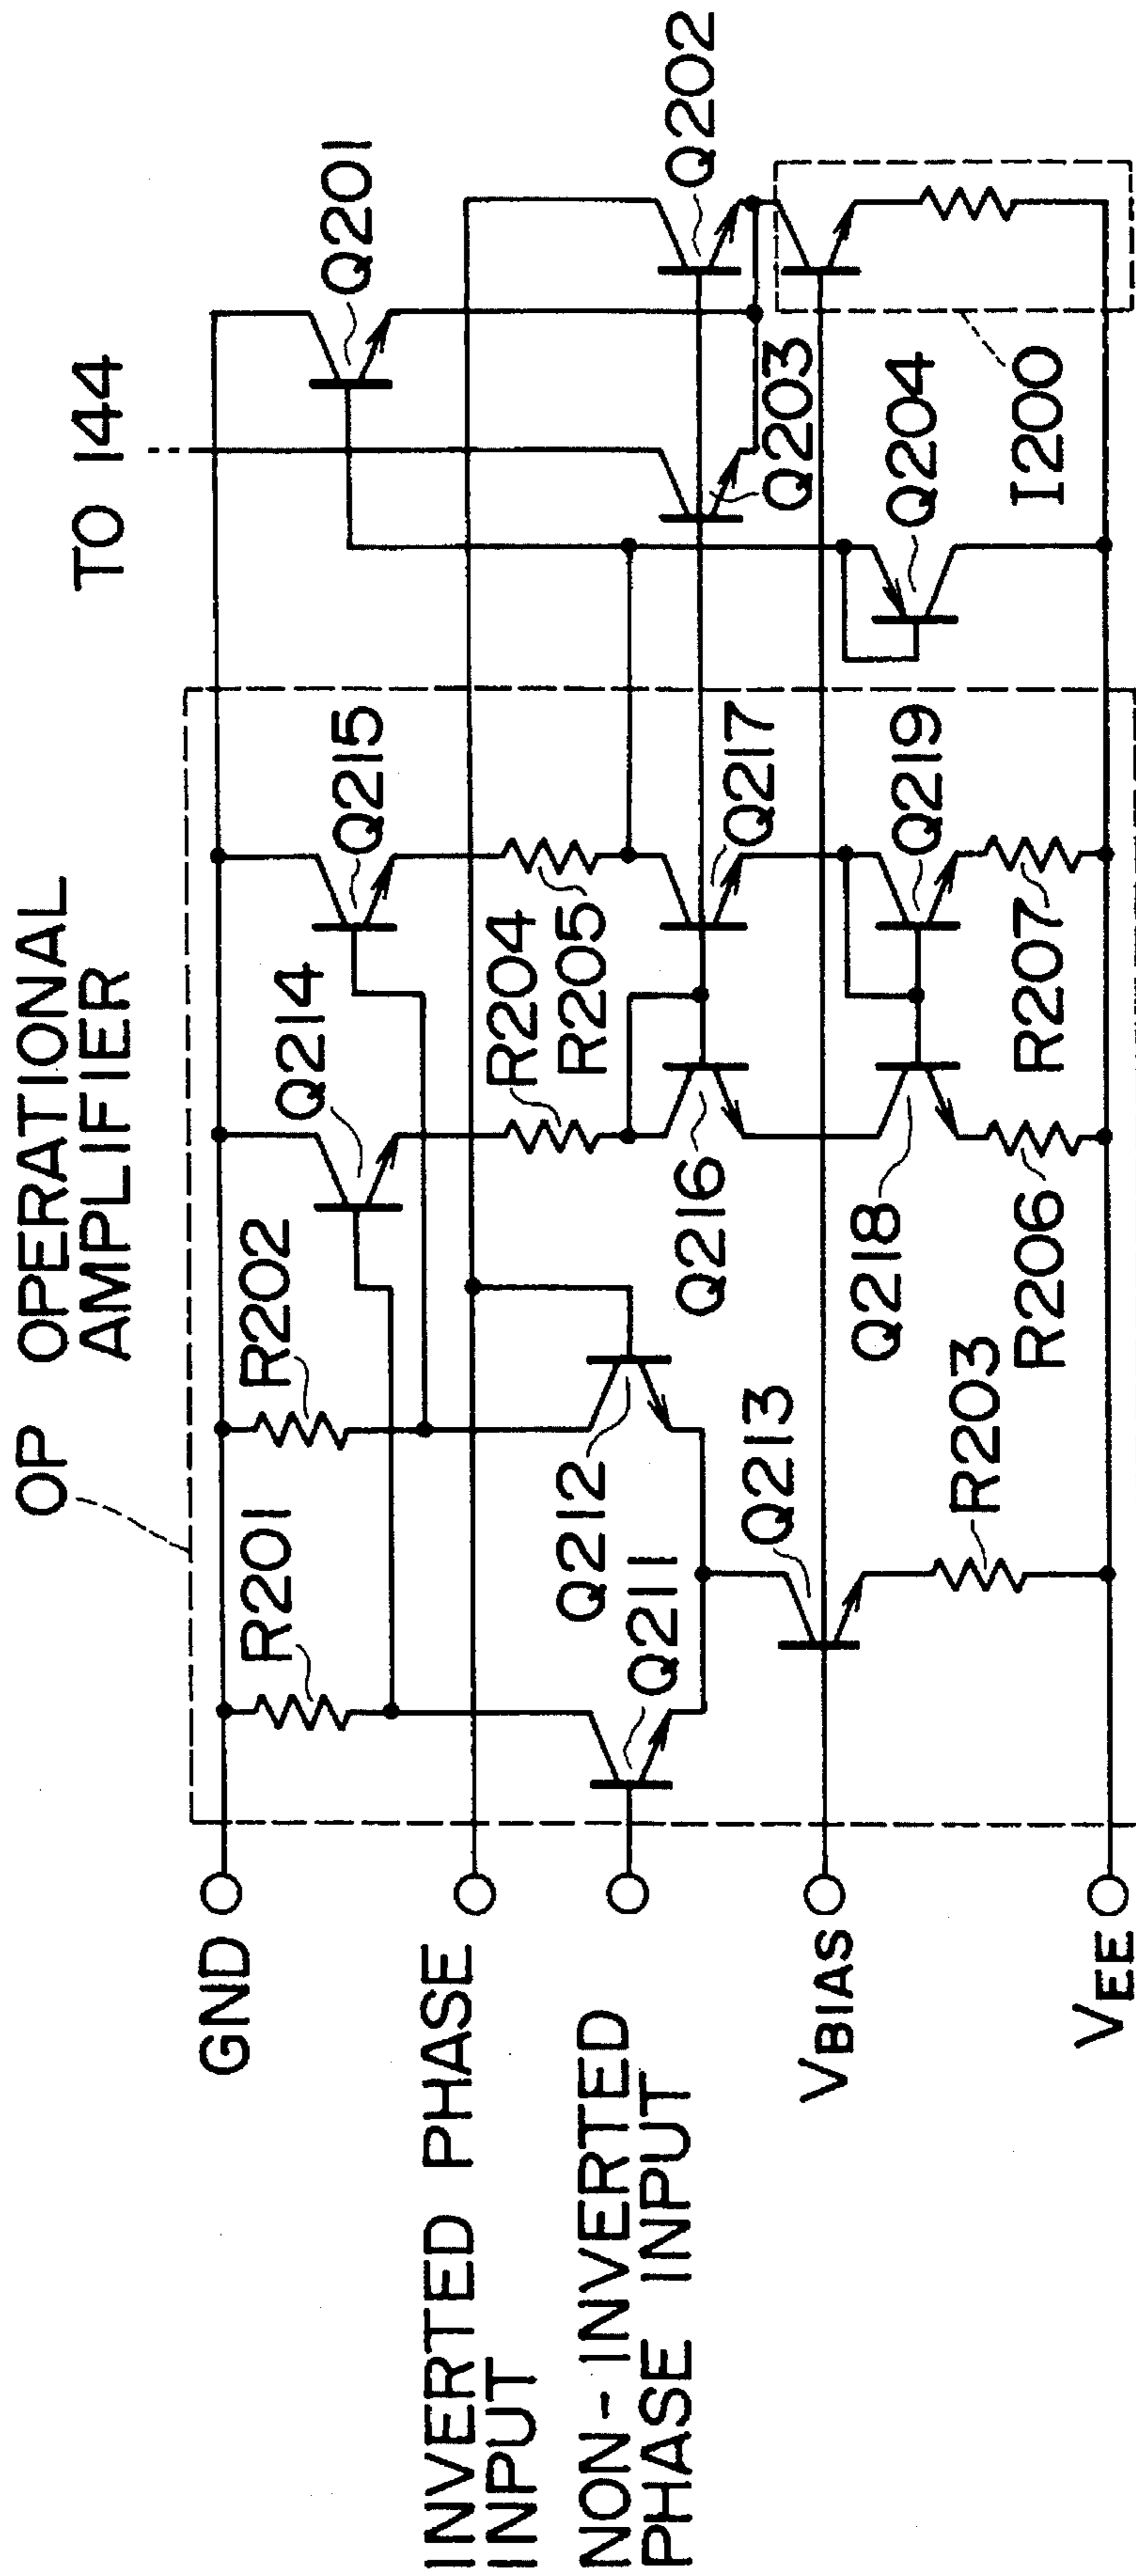 OP OPERATIONAL
AMPLIFIER
TO 144
GND
R201
R202
Q214
Q215
Q201
INVERTED PHASE
INPUT
R204
R205
Q202
NON-INVERTED
PHASE INPUT
Q211
Q212
Q216
Q217
Q203
VBIAS
Q213
Q218
Q219
Q204
R203
R206
R207
I200
VEE